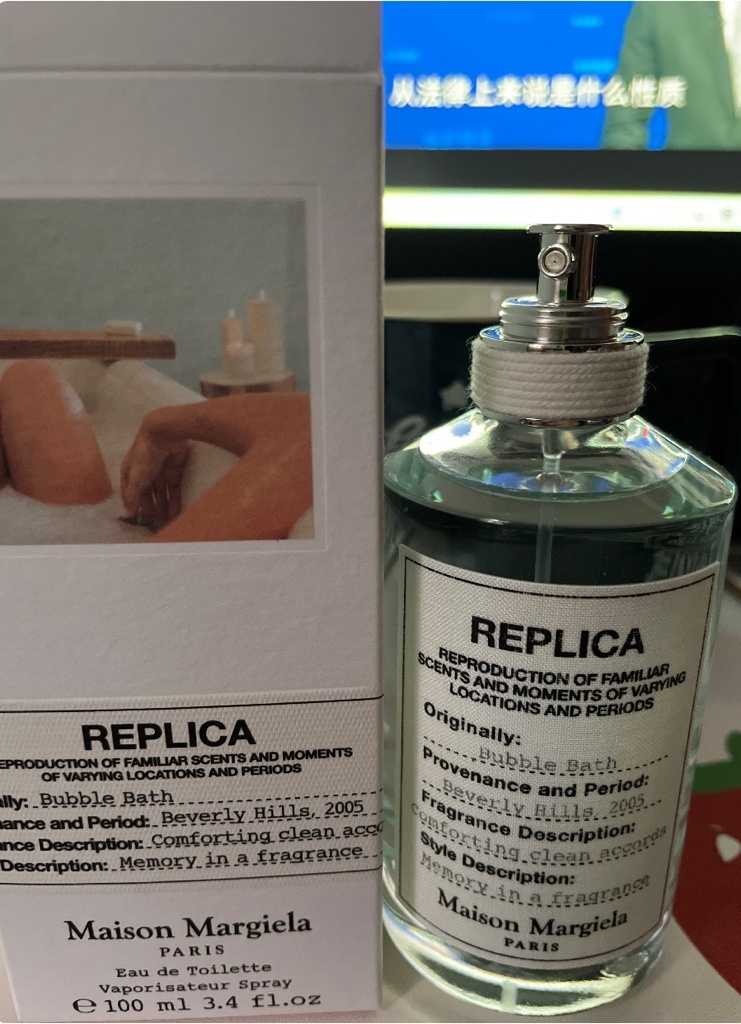 从法律上来说是什么性质
REPLICA
REPRODUCTION OF FAMILIAR
SCENTS AND MOMENTS OF VARYING
LOCATIONS AND PERIODS
Originally:
Bubble Bath
Provenance and Period:
Beverly Hills, 2005
Fragrance Description:
Comforting clean accords
Style Description:
Memory in a fragrance
Maison Margiela
PARIS
REPLICA
EPRODUCTION OF FAMILIAR SCENTS AND MOMENTS
OF VARYING LOCATIONS AND PERIODS
ally: Bubble Bath
nance and Period: Beverly Hills, 2005
nce Description: Comforting clean acco
Description: Memory in a fragrance
Maison Margiela
PARIS
Eau de Toilette
Vaporisateur Spray
℮ 100 ml 3.4 fl.oz